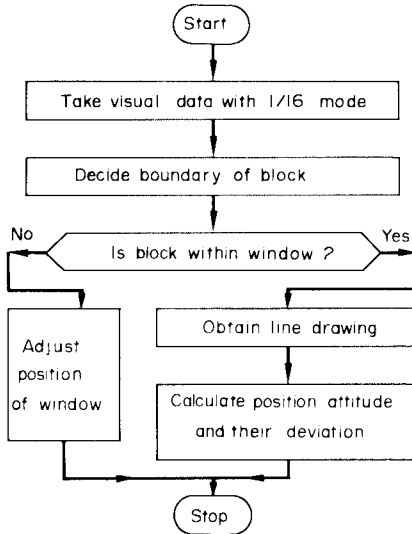 Start
Take visual data with 1/16 mode
Decide boundary of block
No
Yes
Is block within window ?
Adjust
position
of window
Obtain line drawing
Calculate position attitude
and their deviation
Stop